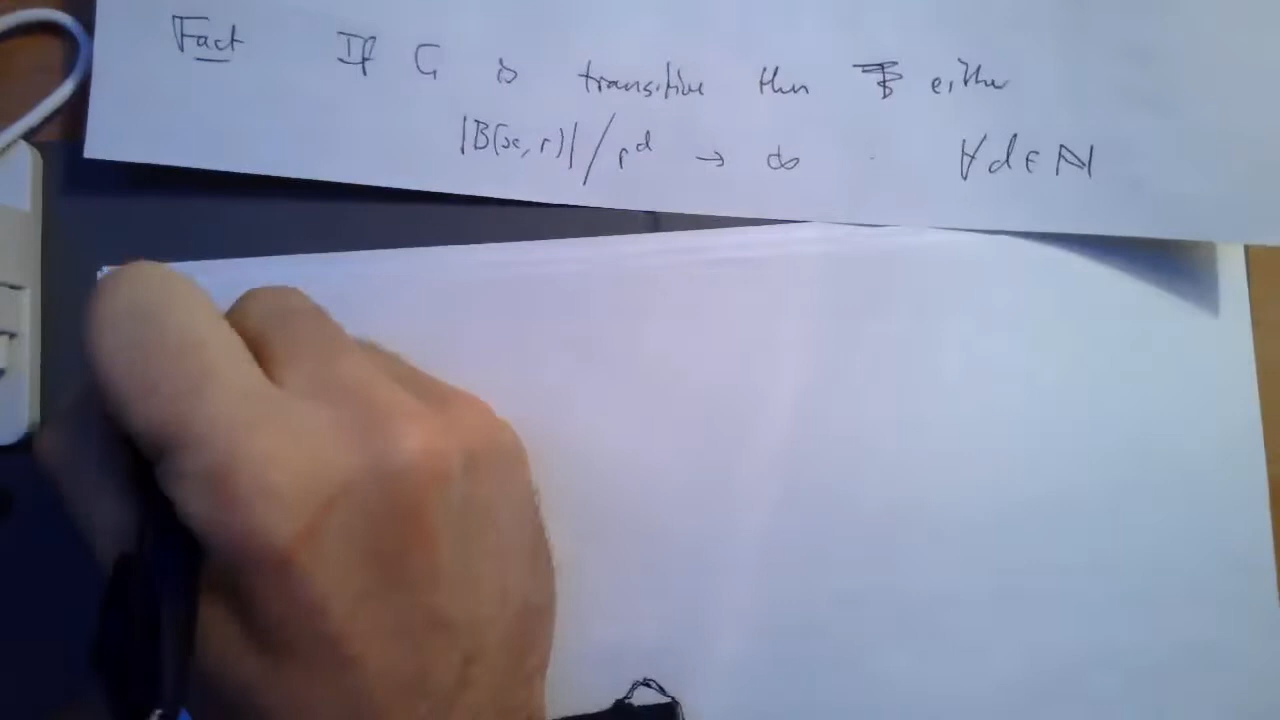 Fact If G is transitive then either
|B(x, r)| / r^d → ∞ ∀ d ∈ ℕ